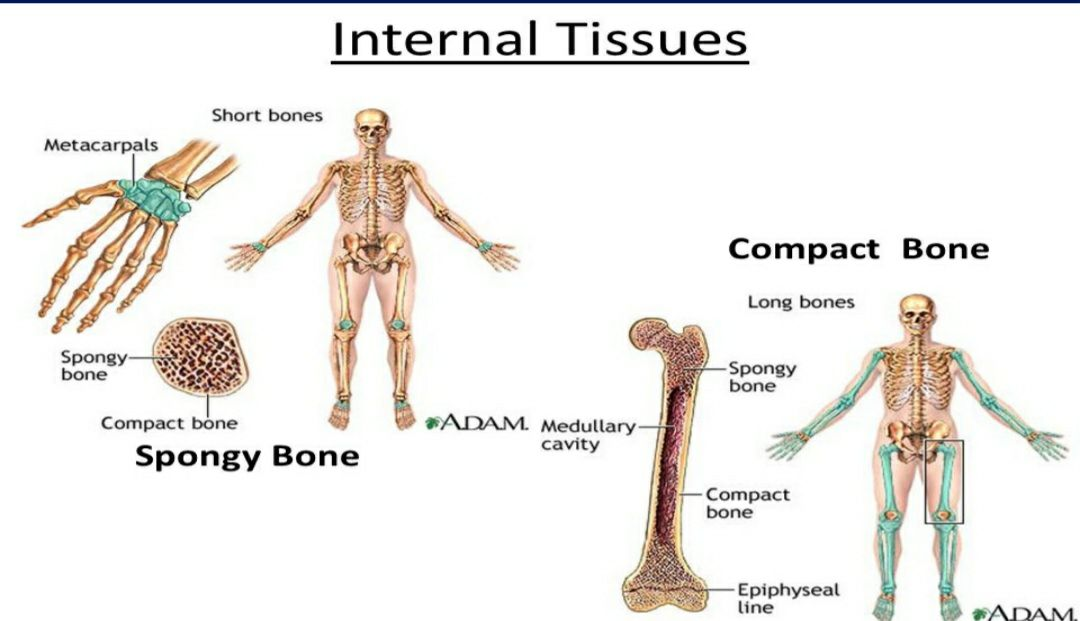 Internal Tissues
Short bones
Metacarpals
Spongy
bone
Compact bone
ADAM.
Spongy Bone
Compact Bone
Long bones
Spongy
bone
Medullary
cavity
Compact
bone
Epiphyseal
line
ADAM.